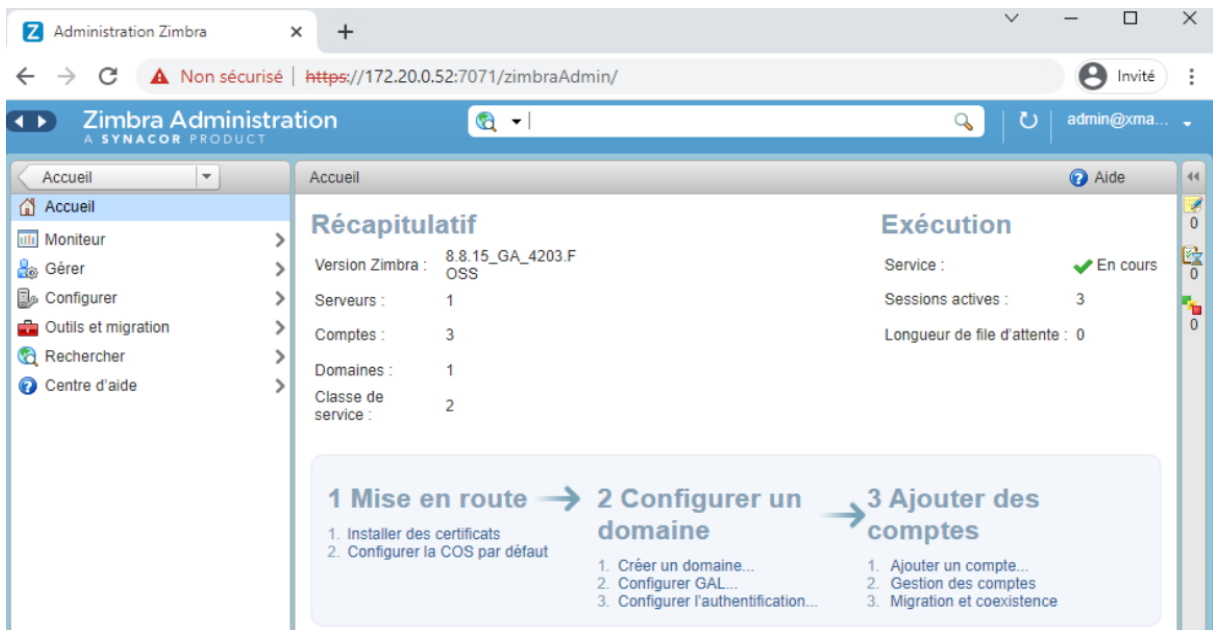 Administration Zimbra
Non sécurisé https://172.20.0.52:7071/zimbraAdmin/ Invité
Zimbra Administration
A SYNACOR PRODUCT
admin@xma...
Accueil
Accueil
Moniteur
Gérer
Configurer
Outils et migration
Rechercher
Centre d'aide
Accueil Aide
Récapitulatif
Version Zimbra : 8.8.15_GA_4203.F
OSS
Serveurs : 1
Comptes : 3
Domaines : 1
Classe de
service : 2
Exécution
Service : En cours
Sessions actives : 3
Longueur de file d'attente : 0
0
0
0
1 Mise en route
1. Installer des certificats
2. Configurer la COS par défaut
2 Configurer un
domaine
1. Créer un domaine...
2. Configurer GAL...
3. Configurer l'authentification...
3 Ajouter des
comptes
1. Ajouter un compte...
2. Gestion des comptes
3. Migration et coexistence